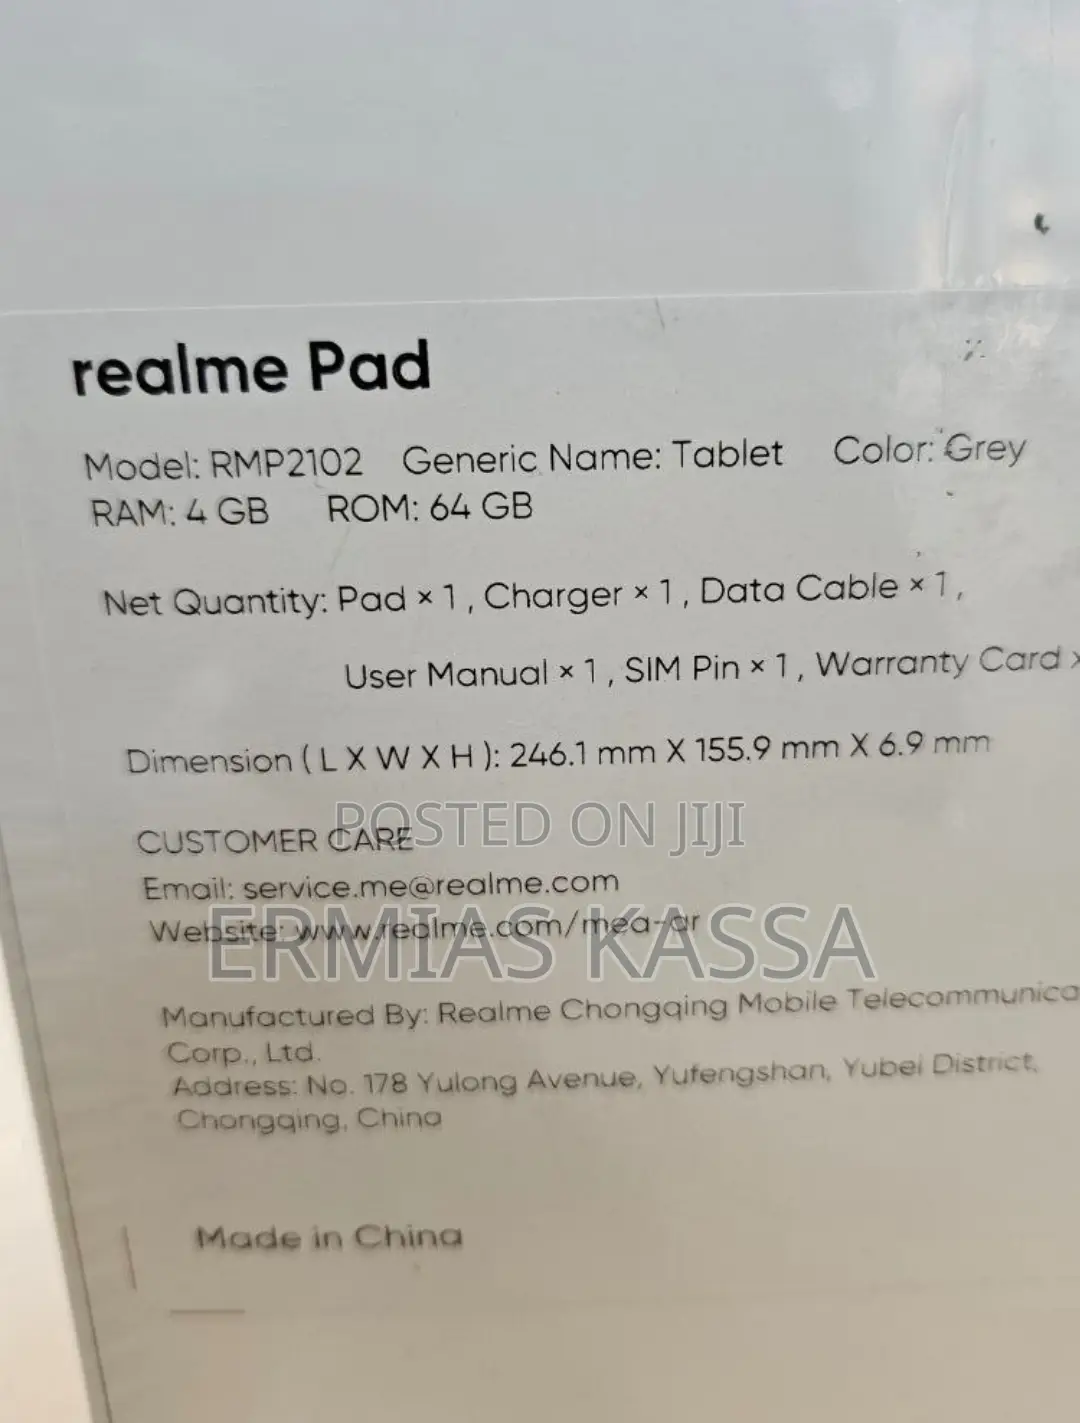 realme Pad
Model: RMP2102 Generic Name: Tablet Color: Grey
RAM: 4 GB ROM: 64 GB
Net Quantity: Pad × 1, Charger × 1, Data Cable × 1,
User Manual × 1, SIM Pin × 1, Warranty Card ×
Dimension ( L X W X H ): 246.1 mm X 155.9 mm X 6.9 mm
POSTED ON JIJI
CUSTOMER CARE
Email: service.me@realme.com
Website: www.realme.com/mea-ar
ERMIAS KASSA
Manufactured By: Realme Chongqing Mobile Telecommunica
Corp., Ltd.
Address: No. 178 Yulong Avenue, Yufengshan, Yubei District,
Chongqing, China
Made in China